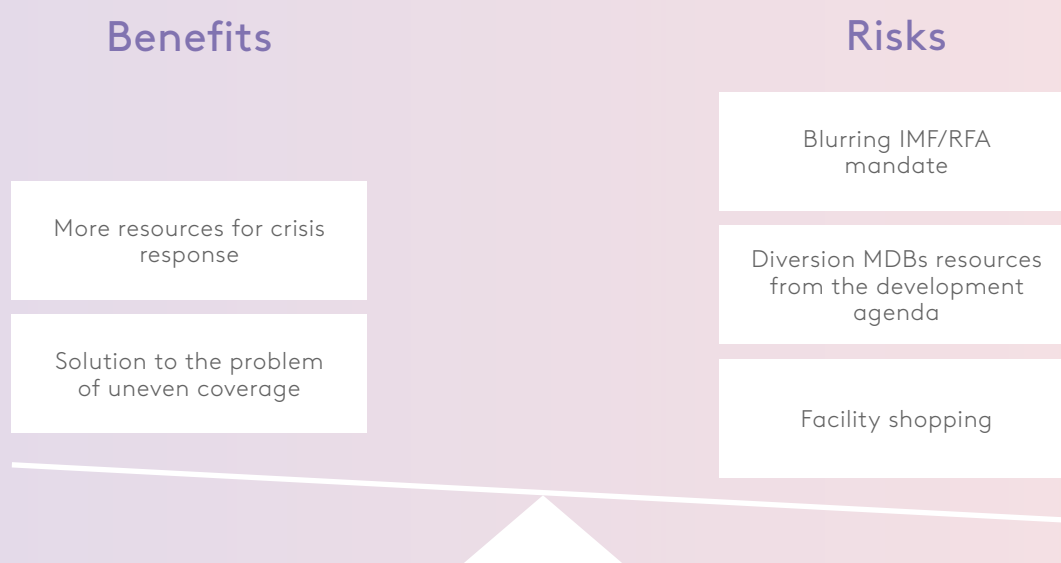 Benefits
Risks
More resources for crisis
response
Solution to the problem
of uneven coverage
Blurring IMF/RFA
mandate
Diversion MDBs resources
from the development
agenda
Facility shopping